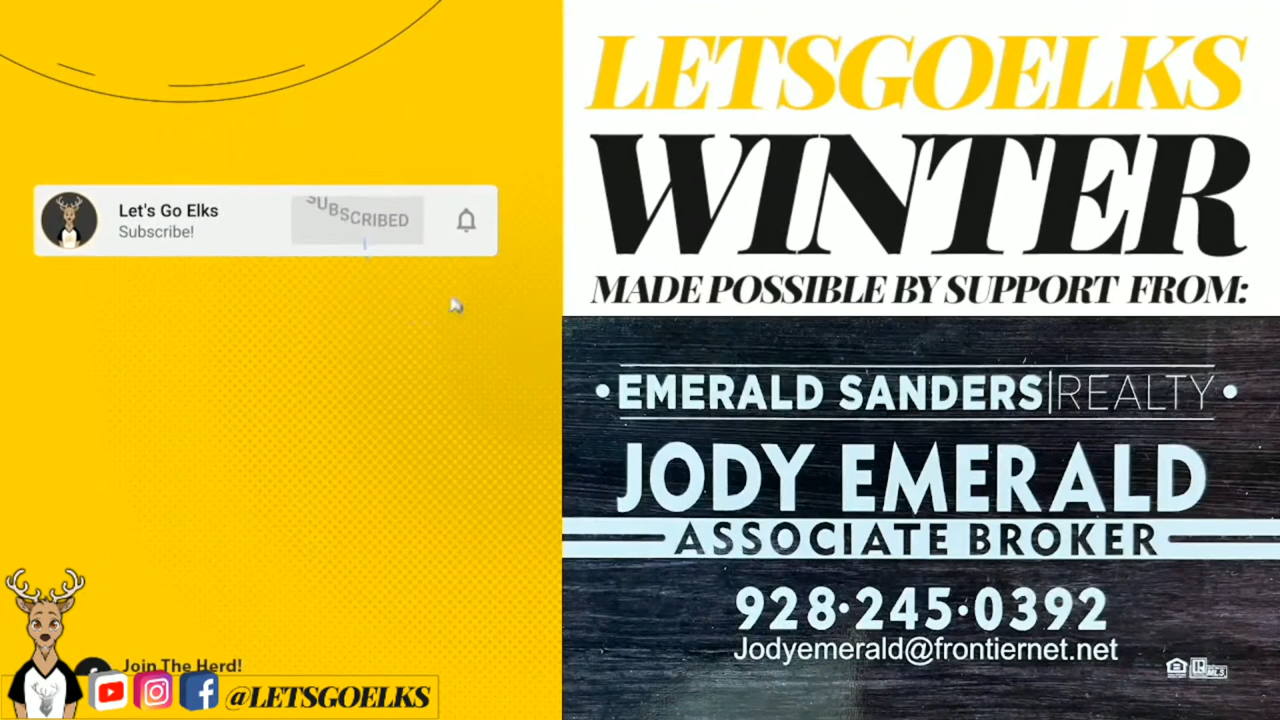 LETSGOELKS
WINTER
MADE POSSIBLE BY SUPPORT FROM:
Let's Go Elks
Subscribe!
SUBSCRIBED
EMERALD SANDERS|REALTY
JODY EMERALD
ASSOCIATE BROKER
928·245·0392
Jodyemerald@frontiernet.net
Join The Herd!
@LETSGOELKS